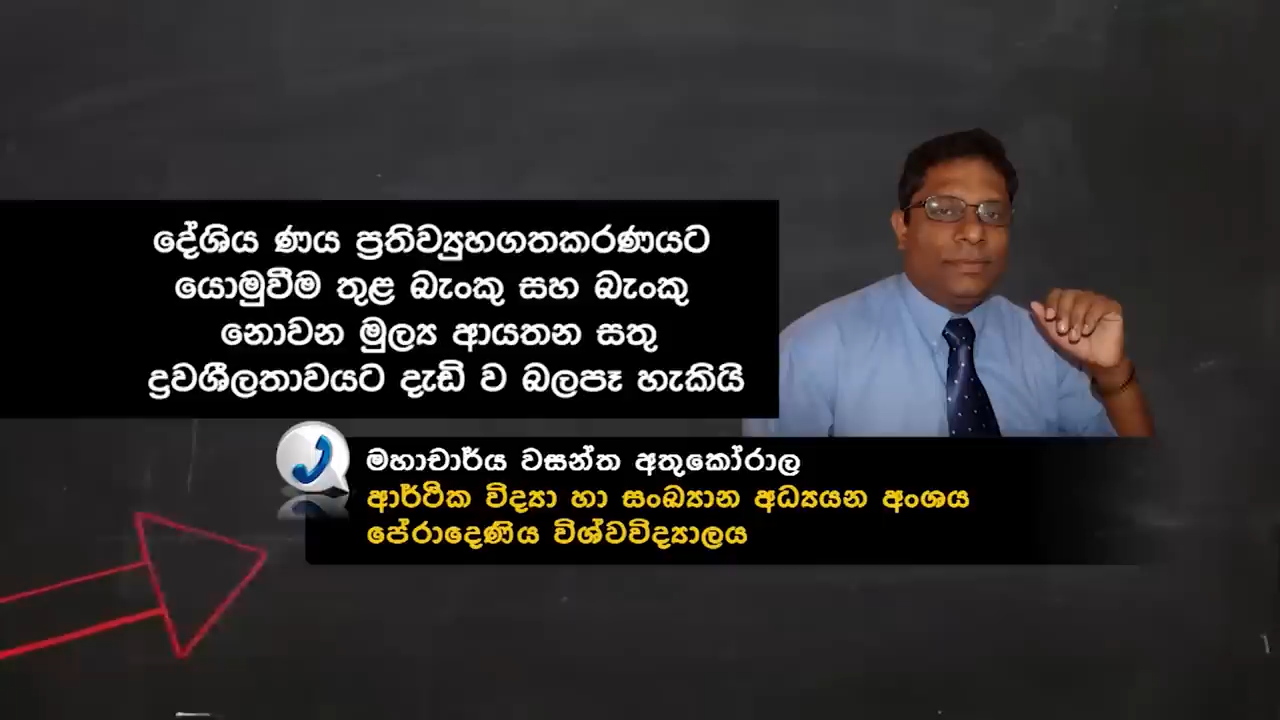 දේශිය ණය ප්‍රතිව්‍යුහගතකරණයට
යොමුවීම තුළ බැංකු සහ බැංකු
නොවන මුල්‍ය ආයතන සතු
ද්‍රවශීලතාවයට දැඩි ව බලපෑ හැකියි
මහාචාර්ය වසන්ත අතුකෝරාල
ආර්ථික විද්‍යා හා සංඛ්‍යාන අධ්‍යයන අංශය
පේරාදෙණිය විශ්වවිද්‍යාලය